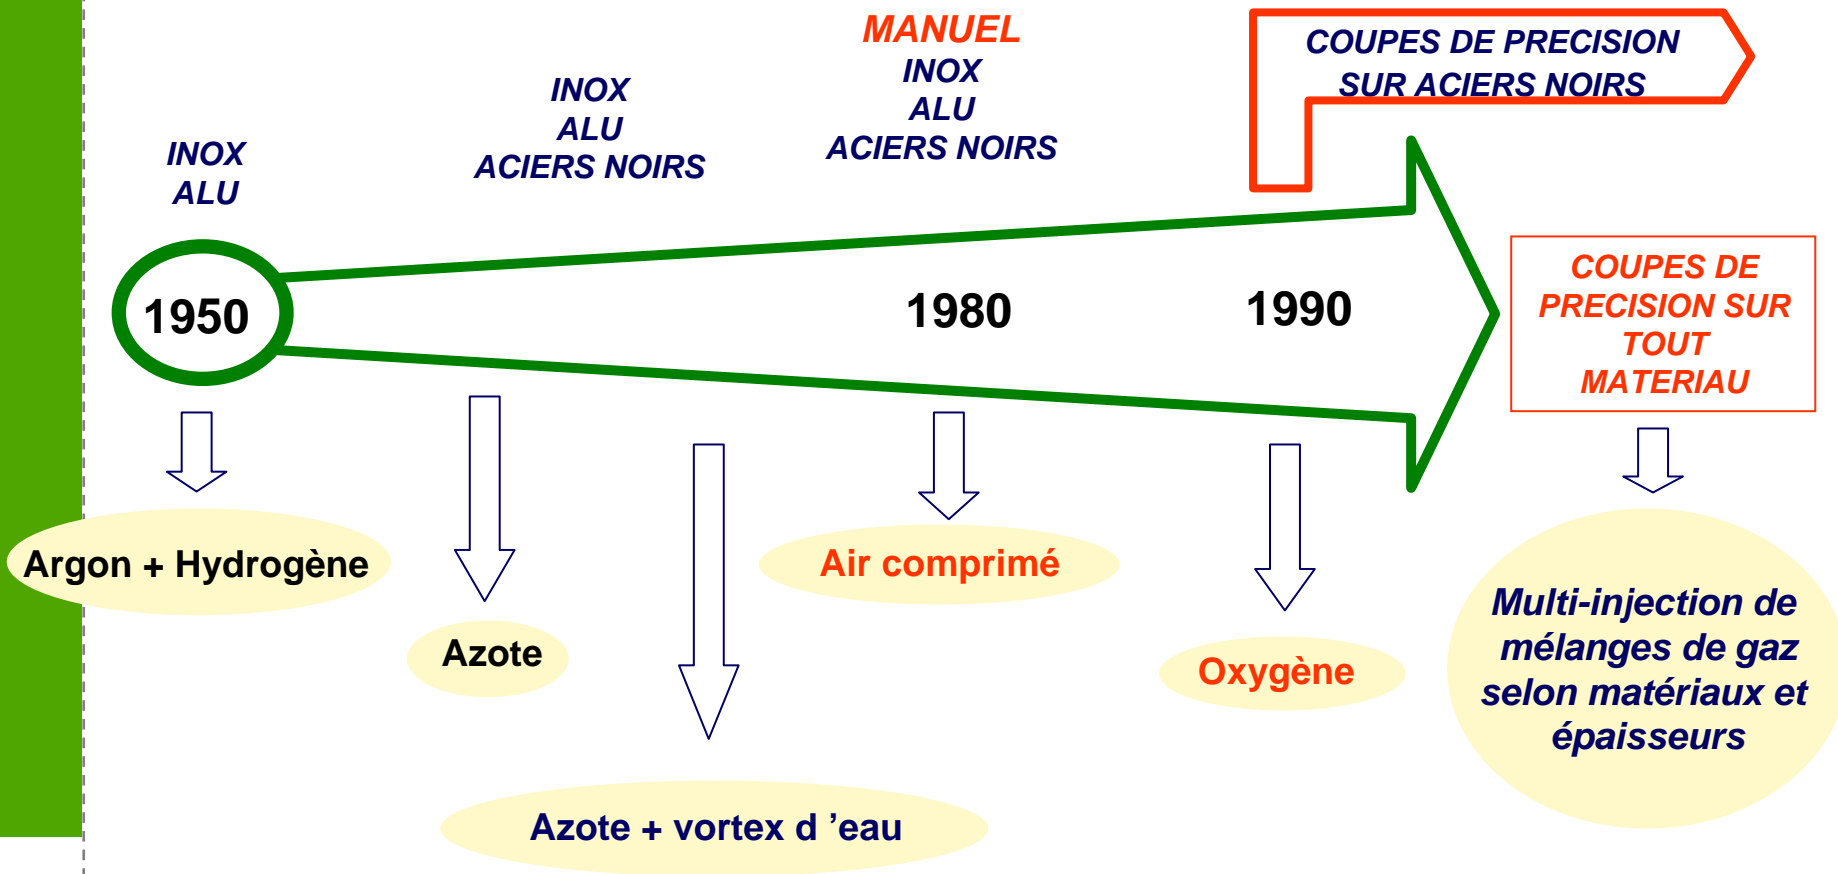 INOX
ALU
INOX
ALU
ACIERS NOIRS
MANUEL
INOX
ALU
ACIERS NOIRS
COUPES DE PRECISION
SUR ACIERS NOIRS
1950
1980
1990
COUPES DE
PRECISION SUR
TOUT
MATERIAU
Argon + Hydrogène
Azote
Azote + vortex d ’eau
Air comprimé
Oxygène
Multi-injection de
mélanges de gaz
selon matériaux et
épaisseurs